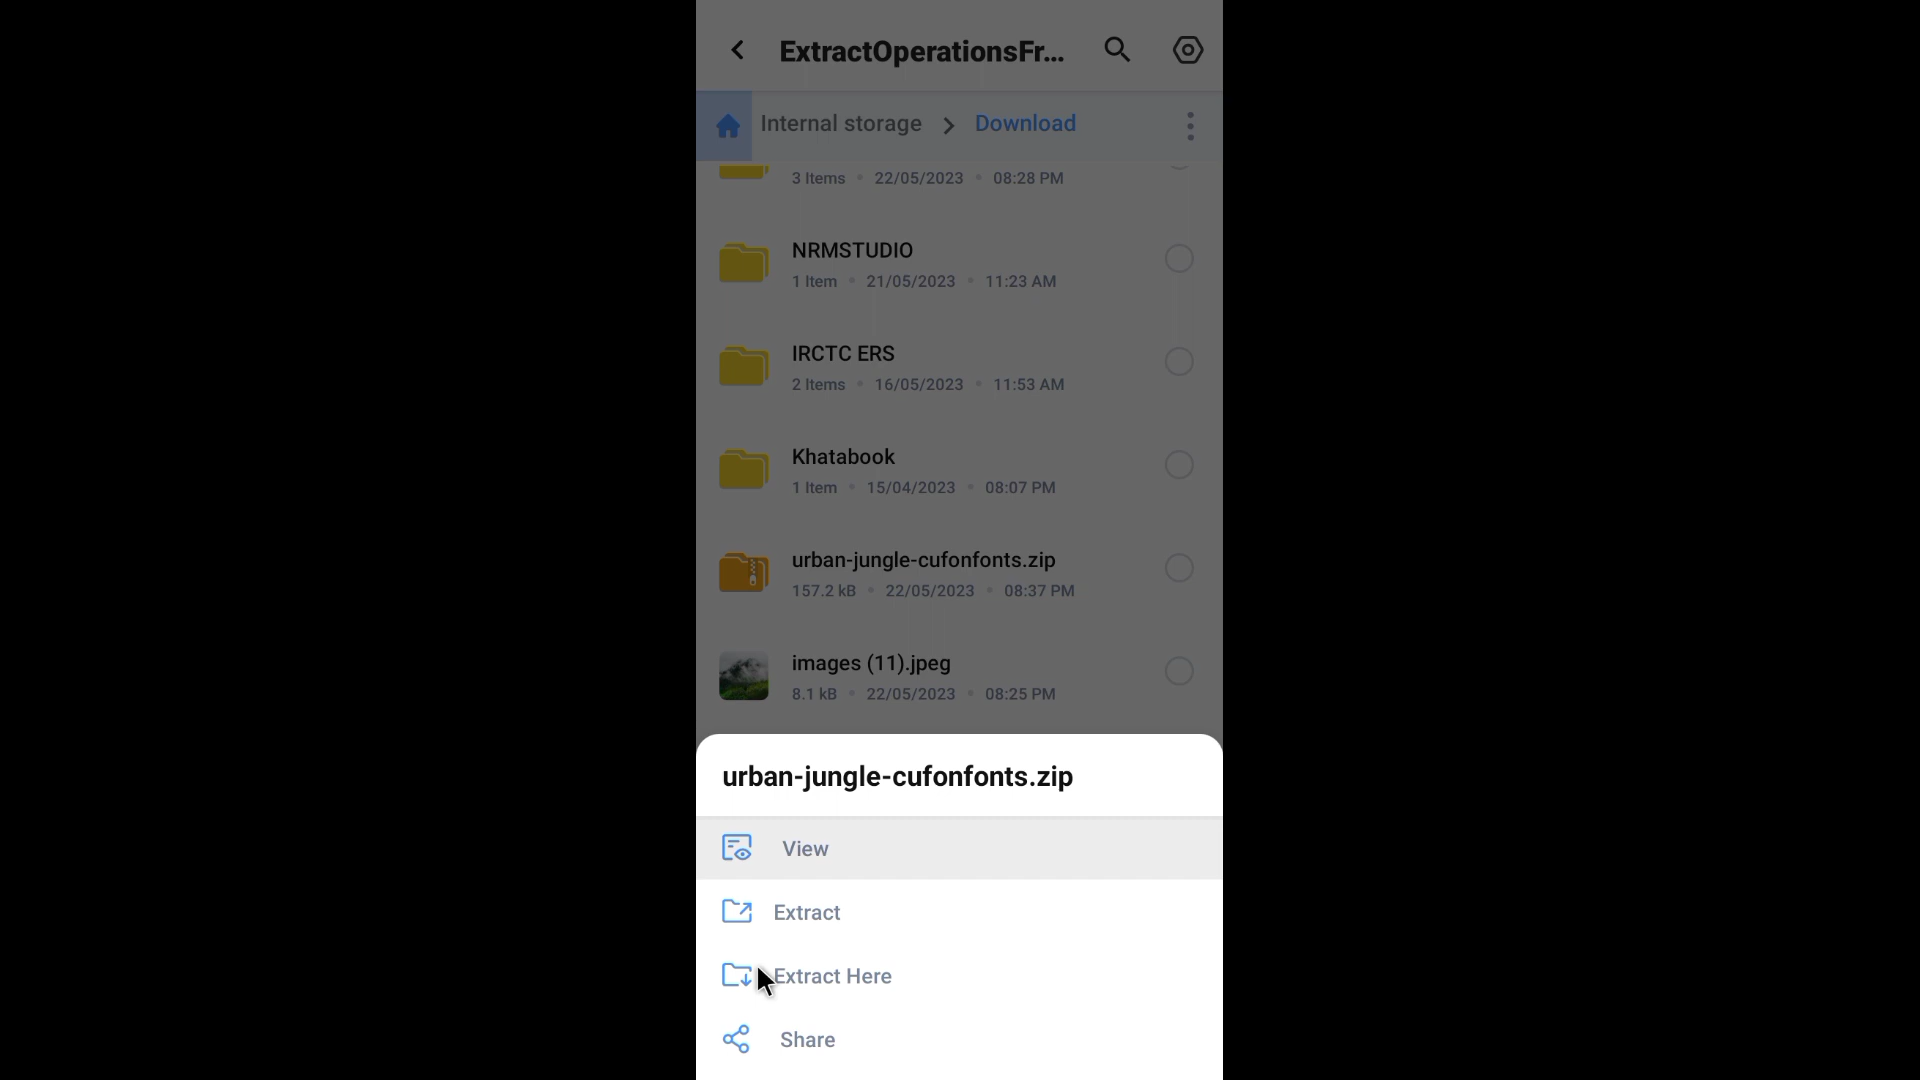 ExtractOperationsFr...
Internal storage > Download
3 Items • 22/05/2023 • 08:28 PM
NRMSTUDIO
1 Item • 21/05/2023 • 11:23 AM
IRCTC ERS
2 Items • 16/05/2023 • 11:53 AM
Khatabook
1 Item • 15/04/2023 • 08:07 PM
urban-jungle-cufonfonts.zip
157.2 kB • 22/05/2023 • 08:37 PM
images (11).jpeg
8.1 kB • 22/05/2023 • 08:25 PM
urban-jungle-cufonfonts.zip
View
Extract
Extract Here
Share